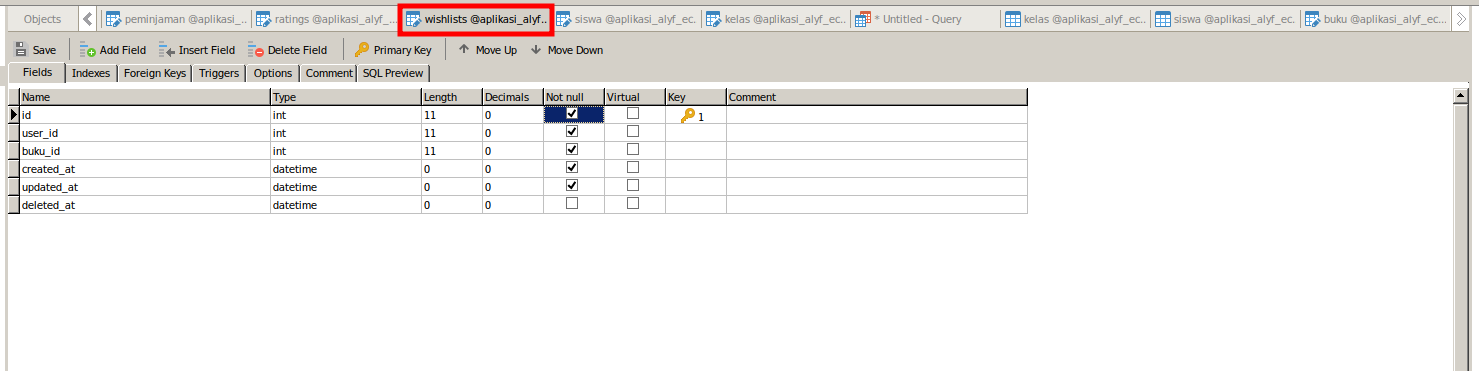 Objects peminjaman @aplikasi_.. ratings @aplikasi_alyf_... wishlists @aplikasi_alyf.. siswa @aplikasi_alyf_ec.. kelas @aplikasi_alyf_ec.. * Untitled - Query kelas @aplikasi_alyf_ec.. siswa @aplikasi_alyf_ec.. buku @aplikasi_alyf_ec...
Save Add Field Insert Field Delete Field Primary Key Move Up Move Down
Fields Indexes Foreign Keys Triggers Options Comment SQL Preview
Name Type Length Decimals Not null Virtual Key Comment
id int 11 0 1
user_id int 11 0
buku_id int 11 0
created_at datetime 0 0
updated_at datetime 0 0
deleted_at datetime 0 0